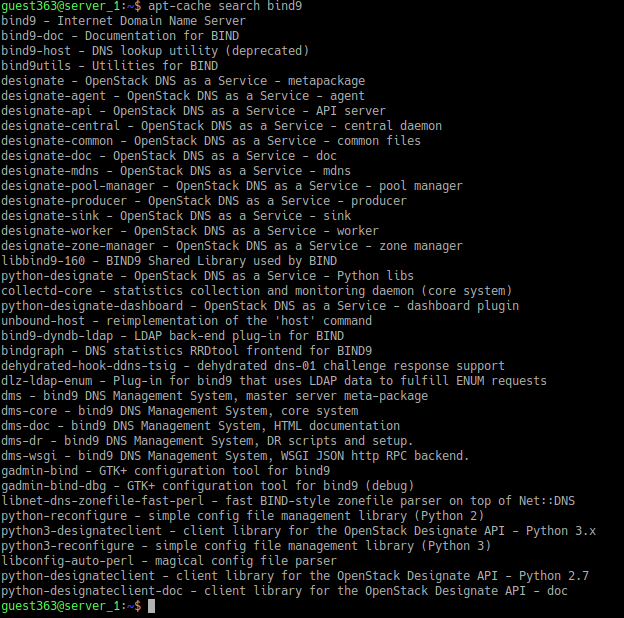 guest363@server_1:~$ apt-cache search bind9
bind9 - Internet Domain Name Server
bind9-doc - Documentation for BIND
bind9-host - DNS lookup utility (deprecated)
bind9utils - Utilities for BIND
designate - OpenStack DNS as a Service - metapackage
designate-agent - OpenStack DNS as a Service - agent
designate-api - OpenStack DNS as a Service - API server
designate-central - OpenStack DNS as a Service - central daemon
designate-common - OpenStack DNS as a Service - common files
designate-doc - OpenStack DNS as a Service - doc
designate-mdns - OpenStack DNS as a Service - mdns
designate-pool-manager - OpenStack DNS as a Service - pool manager
designate-producer - OpenStack DNS as a Service - producer
designate-sink - OpenStack DNS as a Service - sink
designate-worker - OpenStack DNS as a Service - worker
designate-zone-manager - OpenStack DNS as a Service - zone manager
libbind9-160 - BIND9 Shared Library used by BIND
python-designate - OpenStack DNS as a Service - Python libs
collectd-core - statistics collection and monitoring daemon (core system)
python-designate-dashboard - OpenStack DNS as a Service - dashboard plugin
unbound-host - reimplementation of the 'host' command
bind9-dyndb-ldap - LDAP back-end plug-in for BIND
bindgraph - DNS statistics RRDtool frontend for BIND9
dehydrated-hook-ddns-tsig - dehydrated dns-01 challenge response support
dlz-ldap-enum - Plug-in for bind9 that uses LDAP data to fulfill ENUM requests
dms - bind9 DNS Management System, master server meta-package
dms-core - bind9 DNS Management System, core system
dms-doc - bind9 DNS Management System, HTML documentation
dms-dr - bind9 DNS Management System, DR scripts and setup.
dms-wsgi - bind9 DNS Management System, WSGI JSON http RPC backend.
gadmin-bind - GTK+ configuration tool for bind9
gadmin-bind-dbg - GTK+ configuration tool for bind9 (debug)
libnet-dns-zonefile-fast-perl - fast BIND-style zonefile parser on top of Net::DNS
python-reconfigure - simple config file management library (Python 2)
python3-designateclient - client library for the OpenStack Designate API - Python 3.x
python3-reconfigure - simple config file management library (Python 3)
libconfig-auto-perl - magical config file parser
python-designateclient - client library for the OpenStack Designate API - Python 2.7
python-designateclient-doc - client library for the OpenStack Designate API - doc
guest363@server_1:~$